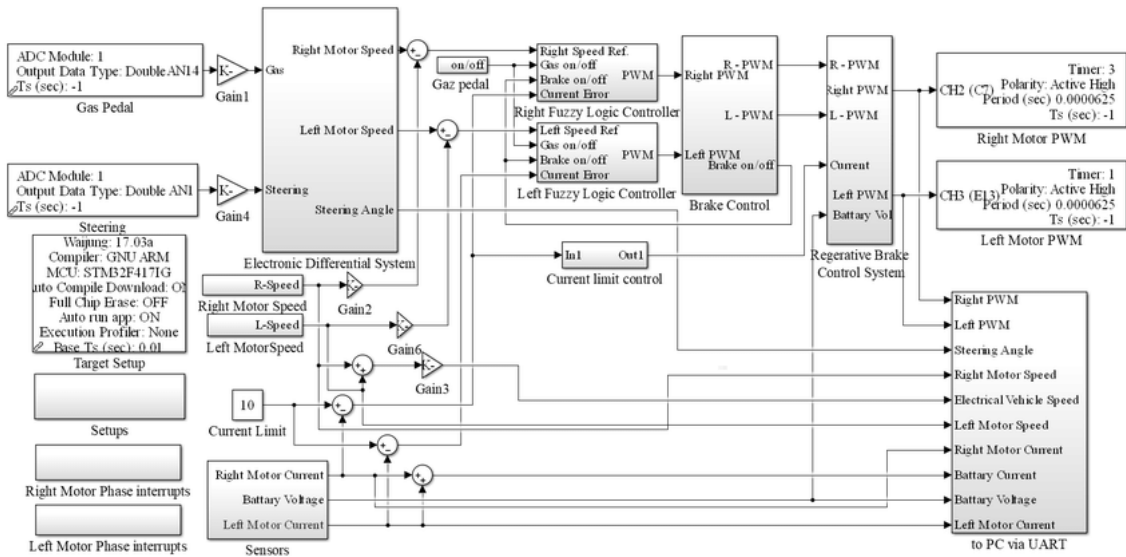 ADC Module: 1
Output Data Type: Double AN14
Ts (sec): -1
Gas Pedal
K-
Gain1
ADC Module: 1
Output Data Type: Double AN1
Ts (sec): -1
Steering
K-
Gain4
Waijung: 17.03a
Compiler: GNU ARM
MCU: STM32F417IG
uto Compile Download: O
Full Chip Erase: OFF
Auto run app: ON
Execution Profiler: None
Base Ts (sec): 0.01
Target Setup
Setups
Right Motor Phase interrupts
Left Motor Phase interrupts
Right Motor Speed
Gas
Left Motor Speed
Steering
Steering Angle
Electronic Differential System
R-Speed
Right Motor Speed
L-Speed
Left MotorSpeed
Gain2
Gain6
K-
Gain3
10
Current Limit
Right Motor Current
Battary Voltage
Left Motor Current
Sensors
on/off
Gaz pedal
Right Speed Ref.
Gas on/off
Brake on/off
Current Error
PWM
Right Fuzzy Logic Controller
Left Speed Ref
Gas on/off
Brake on/off
Current Error
PWM
Left Fuzzy Logic Controller
R - PWM
Right PWM
L - PWM
Left PWM
Brake on/off
Brake Control
In1
Out1
Current limit control
R - PWM
Right PWM
L - PWM
Current
Left PWM
Battary Vol
Regerative Brake
Control System
Timer: 3
CH2 (C7)
Polarity: Active High
Period (sec) 0.0000625
Ts (sec): -1
Right Motor PWM
Timer: 1
CH3 (E13)
Polarity: Active High
Period (sec) 0.0000625
Ts (sec): -1
Left Motor PWM
Right PWM
Left PWM
Steering Angle
Right Motor Speed
Electrical Vehicle Speed
Left Motor Speed
Right Motor Current
Battary Current
Battary Voltage
Left Motor Current
to PC via UART